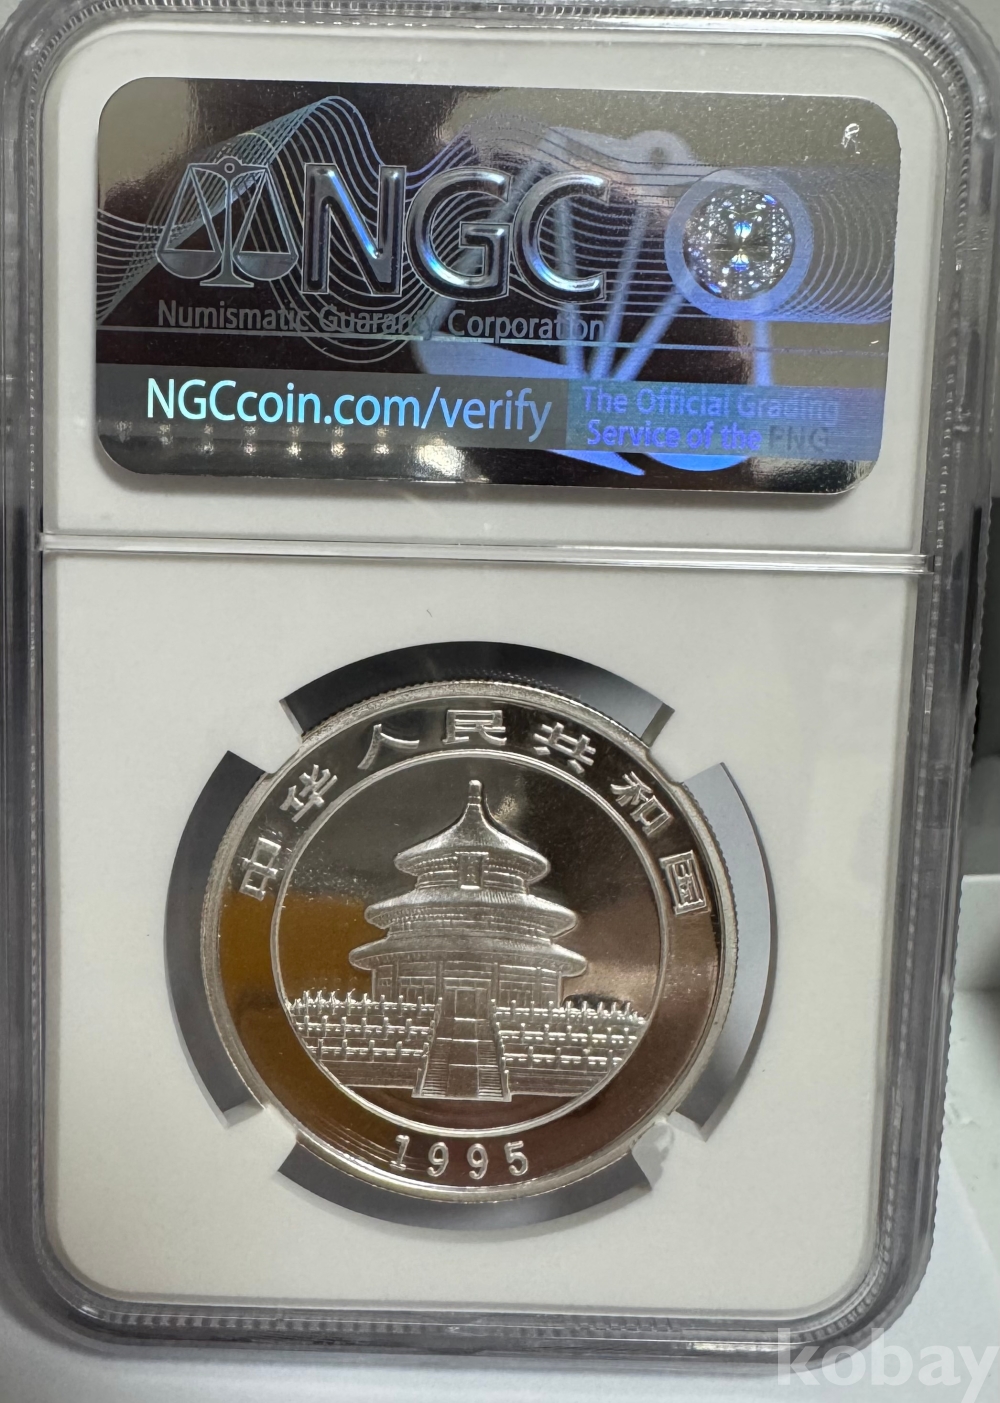 NGC
Numismatic Guaranty Corporation
NGCcoin.com/verify
The Official Grading
Service of the PNG
中华人民共和国
1995
kobay